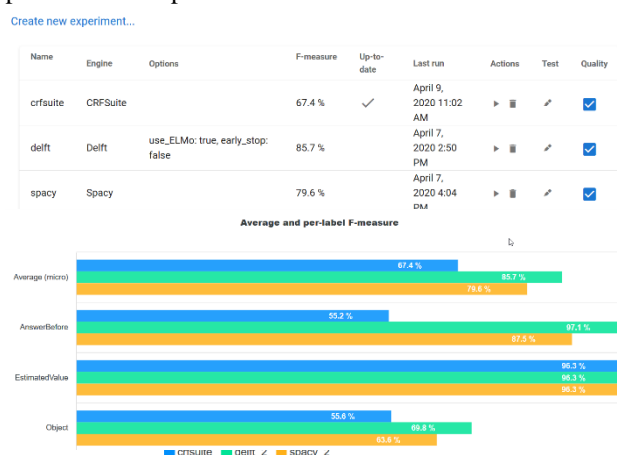 Create new experiment...
Name Engine Options F-measure Up-to-date Last run Actions Test Quality
crfsuite CRFSuite 67.4 % April 9, 2020 11:02 AM
delft Delft use_ELMo: true, early_stop: false 85.7 % April 7, 2020 2:50 PM
spacy Spacy 79.6 % April 7, 2020 4:04 PM
Average and per-label F-measure
Average (micro)
67.4 %
85.7 %
79.6 %
AnswerBefore
55.2 %
97.1 %
87.5 %
EstimatedValue
96.3 %
96.3 %
96.3 %
Object
55.6 %
69.8 %
63.6 %
crfsuite delft spacy